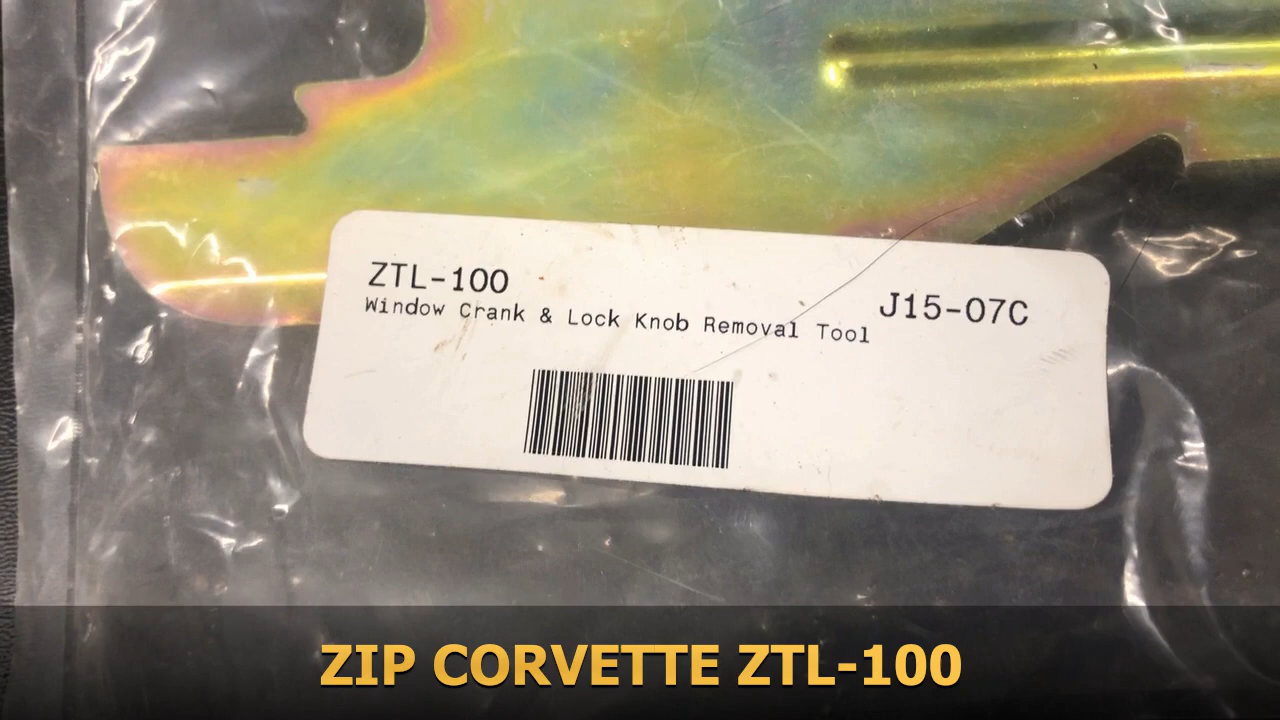 ZTL-100
Window Crank & Lock Knob Removal Tool
J15-07C
ZIP CORVETTE ZTL-100